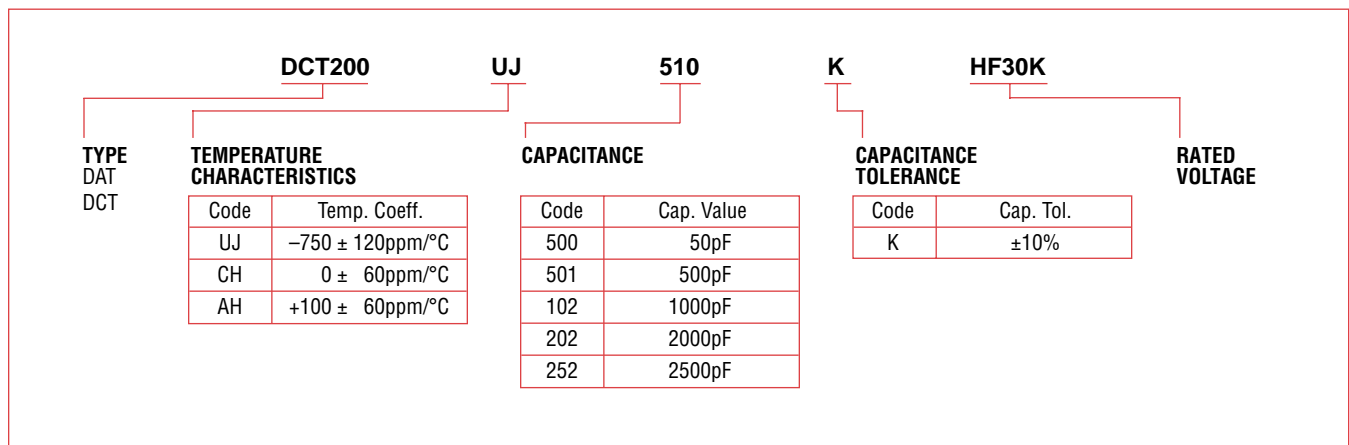 DCT200 UJ 510 K HF30K
TYPE
DAT
DCT
TEMPERATURE
CHARACTERISTICS
Code Temp. Coeff.
UJ –750 ± 120ppm/°C
CH 0 ± 60ppm/°C
AH +100 ± 60ppm/°C
CAPACITANCE
Code Cap. Value
500 50pF
501 500pF
102 1000pF
202 2000pF
252 2500pF
CAPACITANCE
TOLERANCE
Code Cap. Tol.
K ±10%
RATED
VOLTAGE